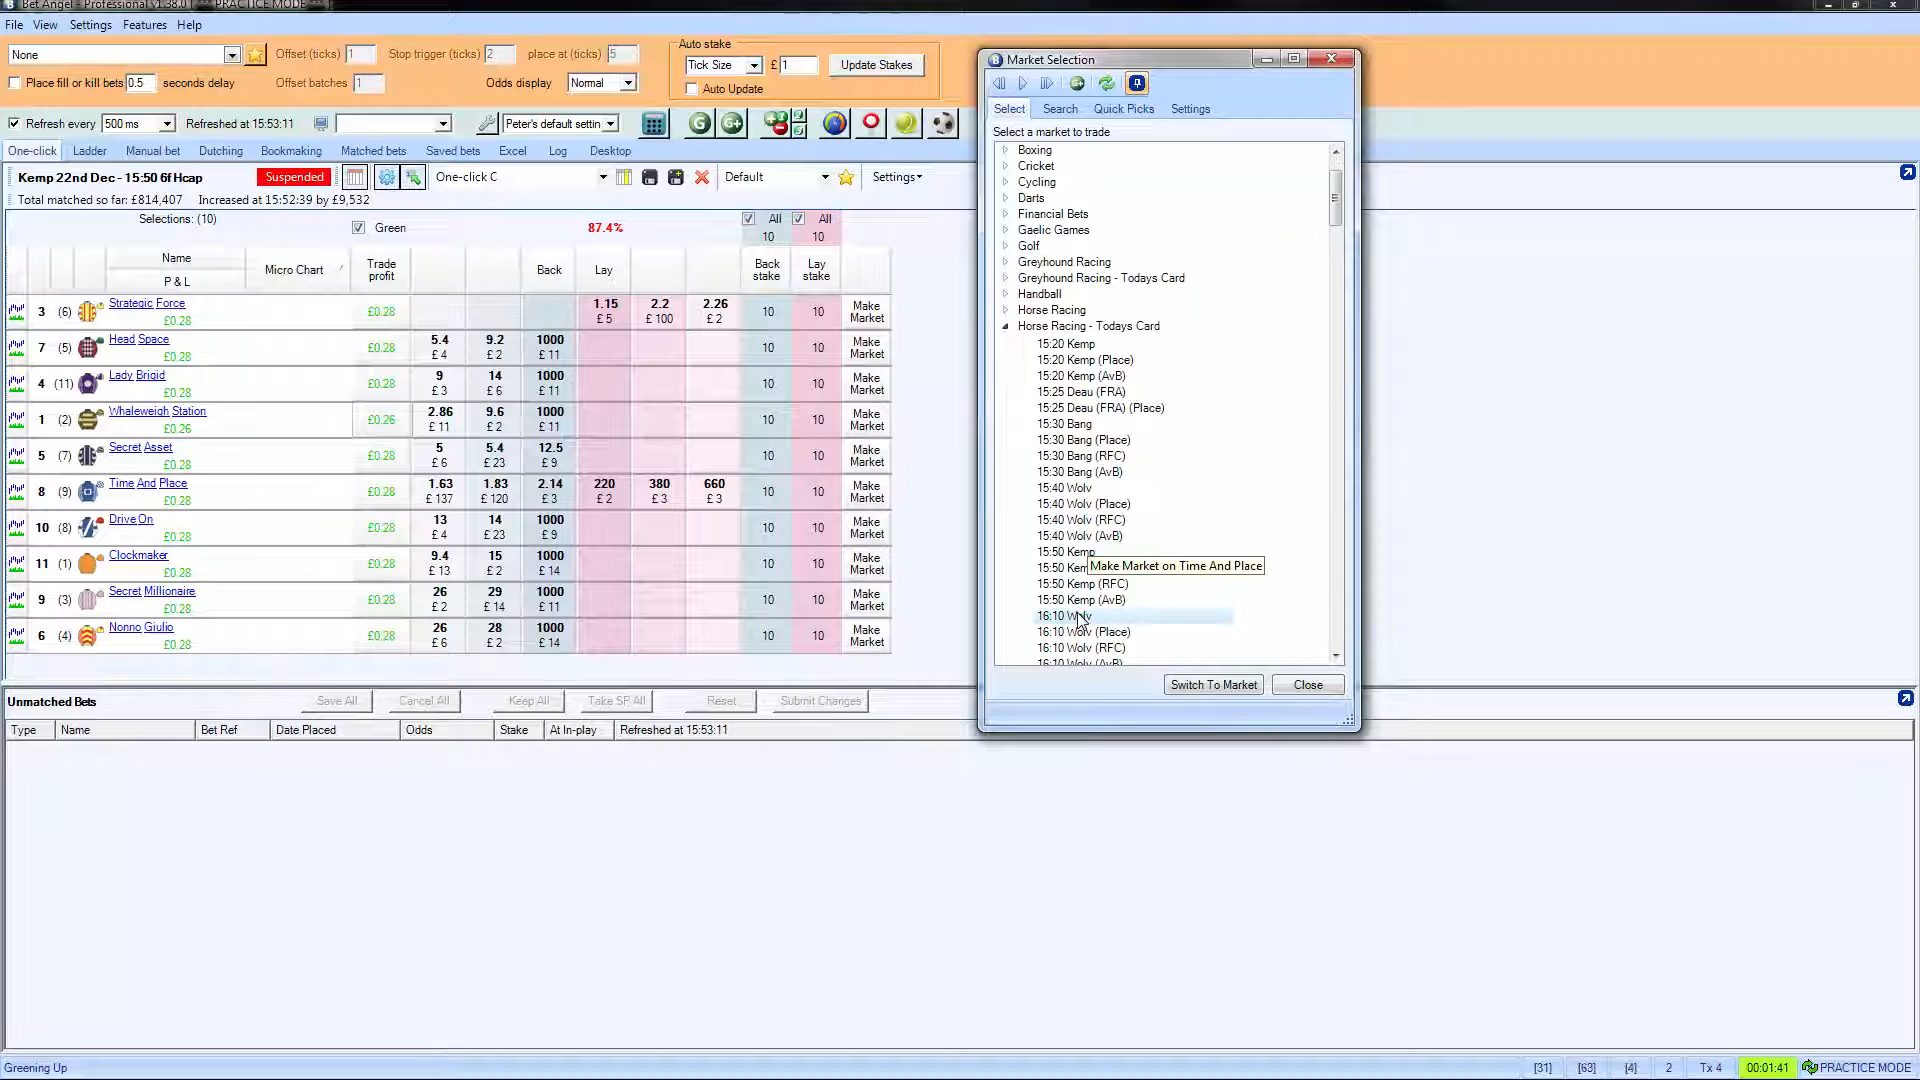 Bet Angel - Professional v1.38.0 [ *** PRACTICE MODE *** ]
File View Settings Features Help
None Offset (ticks) 1 Stop trigger (ticks) 2 place at (ticks) 5 Auto stake
Tick Size £ 1 Update Stakes
Place fill or kill bets 0.5 seconds delay Offset batches 1 Odds display Normal Auto Update
Refresh every 500 ms Refreshed at 15:53:11 Peter's default settin G G+
One-click Ladder Manual bet Dutching Bookmaking Matched bets Saved bets Excel Log Desktop
Kemp 22nd Dec - 15:50 6f Hcap Suspended One-click C Default Settings
Total matched so far: £814,407 Increased at 15:52:39 by £9,532
Selections: (10) Green 87.4% All All
10 10
Name Micro Chart Trade profit Back Lay Back stake Lay stake
P & L
3 (6) Strategic Force £0.28 1.15 2.2 2.26 10 10 Make Market
£0.28 £ 5 £ 100 £ 2
7 (5) Head Space £0.28 5.4 9.2 1000 10 10 Make Market
£0.28 £ 4 £ 2 £ 11
4 (11) Lady Brigid £0.28 9 14 1000 10 10 Make Market
£0.28 £ 3 £ 6 £ 11
1 (2) Whaleweigh Station £0.26 2.86 9.6 1000 10 10 Make Market
£0.26 £ 11 £ 2 £ 11
5 (7) Secret Asset £0.28 5 5.4 12.5 10 10 Make Market
£0.28 £ 6 £ 23 £ 9
8 (9) Time And Place £0.28 1.63 1.83 2.14 220 380 660 10 10 Make Market
£0.28 £ 137 £ 120 £ 3 £ 2 £ 3 £ 3
10 (8) Drive On £0.28 13 14 1000 10 10 Make Market
£0.28 £ 4 £ 23 £ 9
11 (1) Clockmaker £0.28 9.4 15 1000 10 10 Make Market
£0.28 £ 13 £ 2 £ 14
9 (3) Secret Millionaire £0.28 26 29 1000 10 10 Make Market
£0.28 £ 2 £ 14 £ 11
6 (4) Nonno Giulio £0.28 26 28 1000 10 10 Make Market
£0.28 £ 6 £ 2 £ 14
Unmatched Bets Save All Cancel All Keep All Take SP All Reset Submit Changes
Type Name Bet Ref Date Placed Odds Stake At In-play Refreshed at 15:53:11
Market Selection
Select Search Quick Picks Settings
Select a market to trade
Boxing
Cricket
Cycling
Darts
Financial Bets
Gaelic Games
Golf
Greyhound Racing
Greyhound Racing - Todays Card
Handball
Horse Racing
Horse Racing - Todays Card
15:20 Kemp
15:20 Kemp (Place)
15:20 Kemp (AvB)
15:25 Deau (FRA)
15:25 Deau (FRA) (Place)
15:30 Bang
15:30 Bang (Place)
15:30 Bang (RFC)
15:30 Bang (AvB)
15:40 Wolv
15:40 Wolv (Place)
15:40 Wolv (RFC)
15:40 Wolv (AvB)
15:50 Kemp
15:50 Make Market on Time And Place
15:50 Kemp (RFC)
15:50 Kemp (AvB)
16:10 Wolv
16:10 Wolv (Place)
16:10 Wolv (RFC)
16:10 Wolv (AvB)
Switch To Market Close
Greening Up [31] [63] [4] 2 Tx 4 00:01:41 PRACTICE MODE